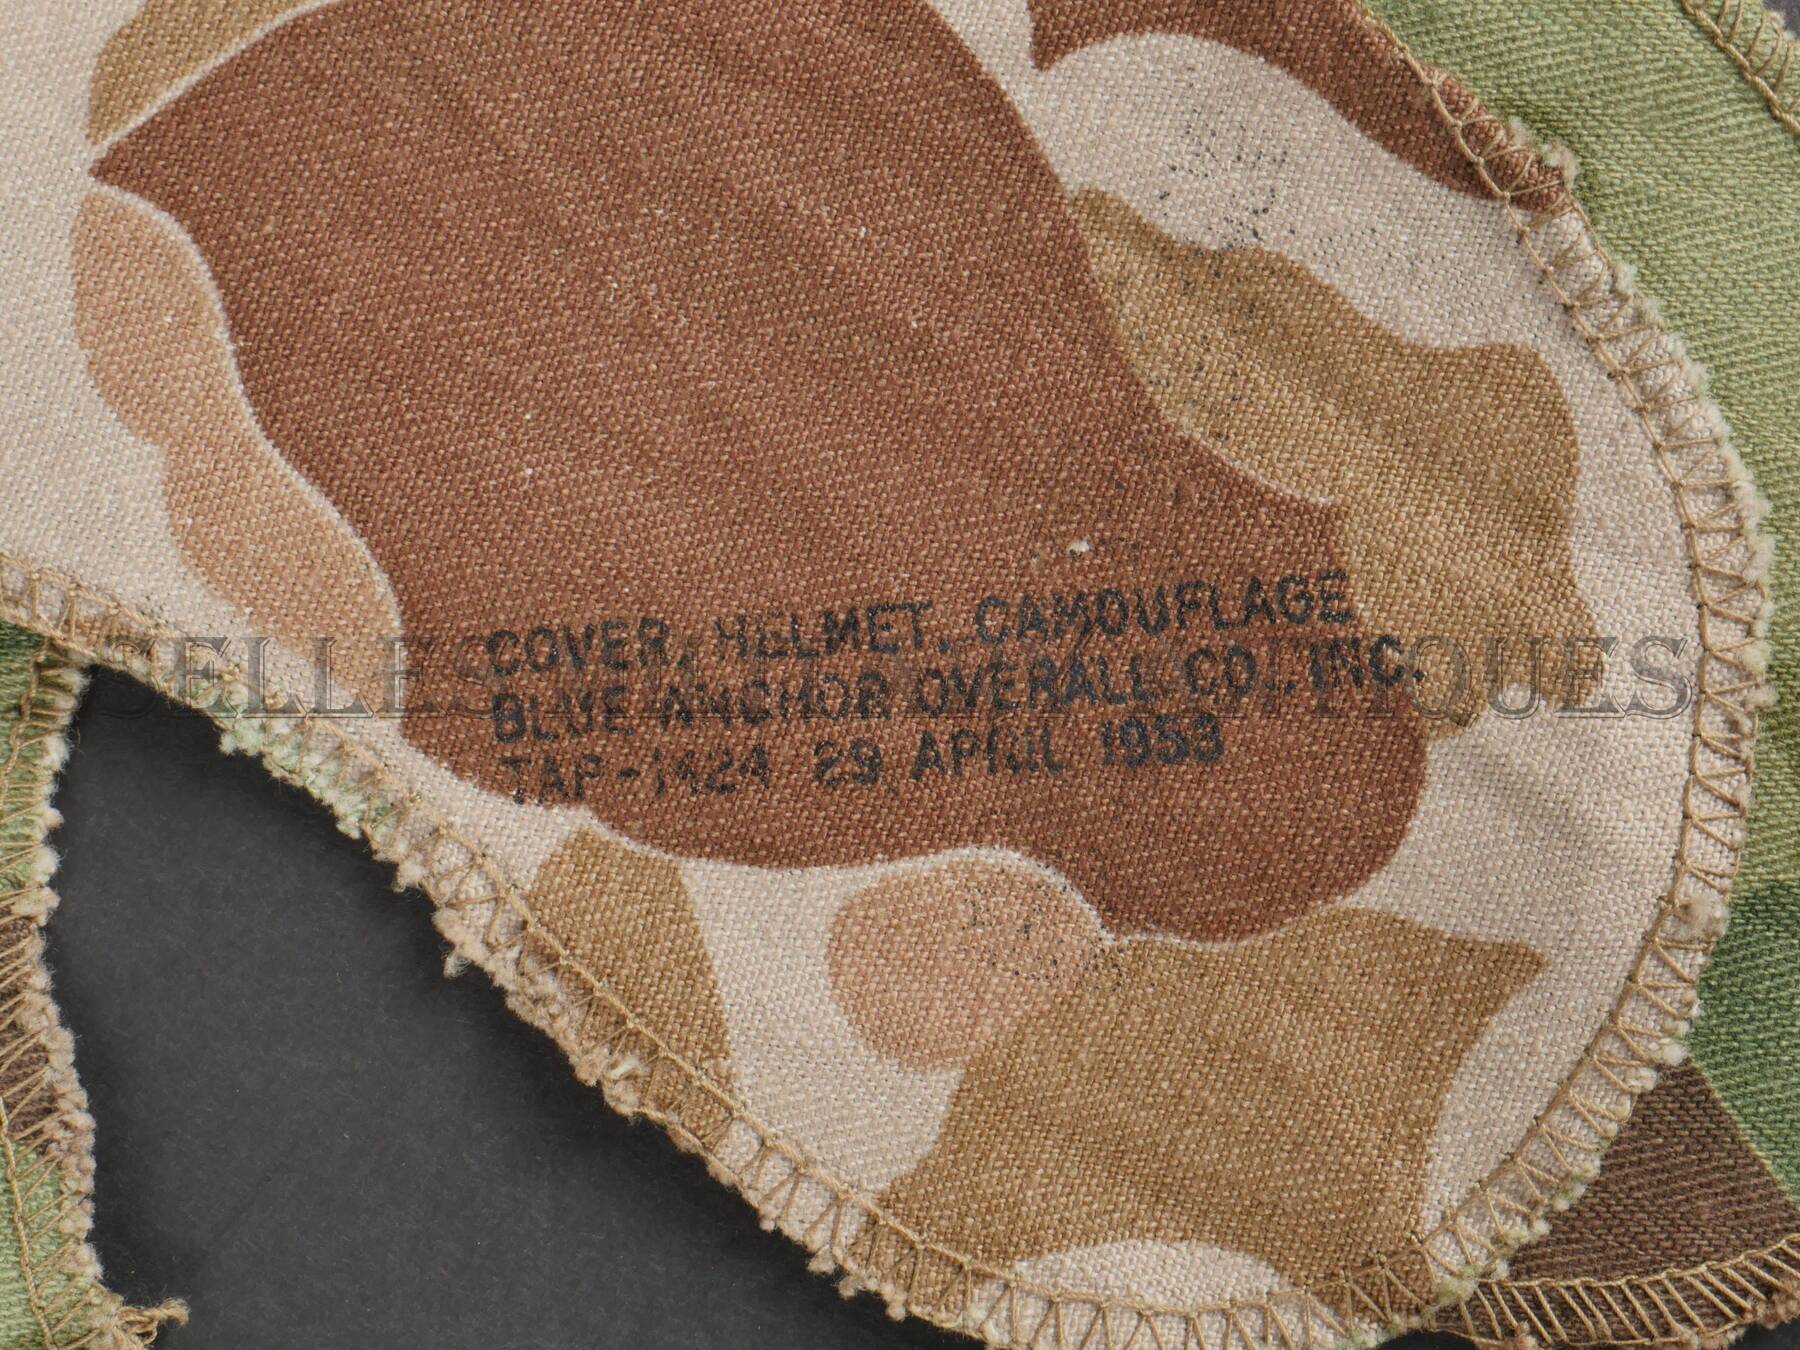 COVER, HELMET, CAMOUFLAGE
BLUE ANCHOR OVERALL CO., INC.
TAP-1424 29 APRIL 1953